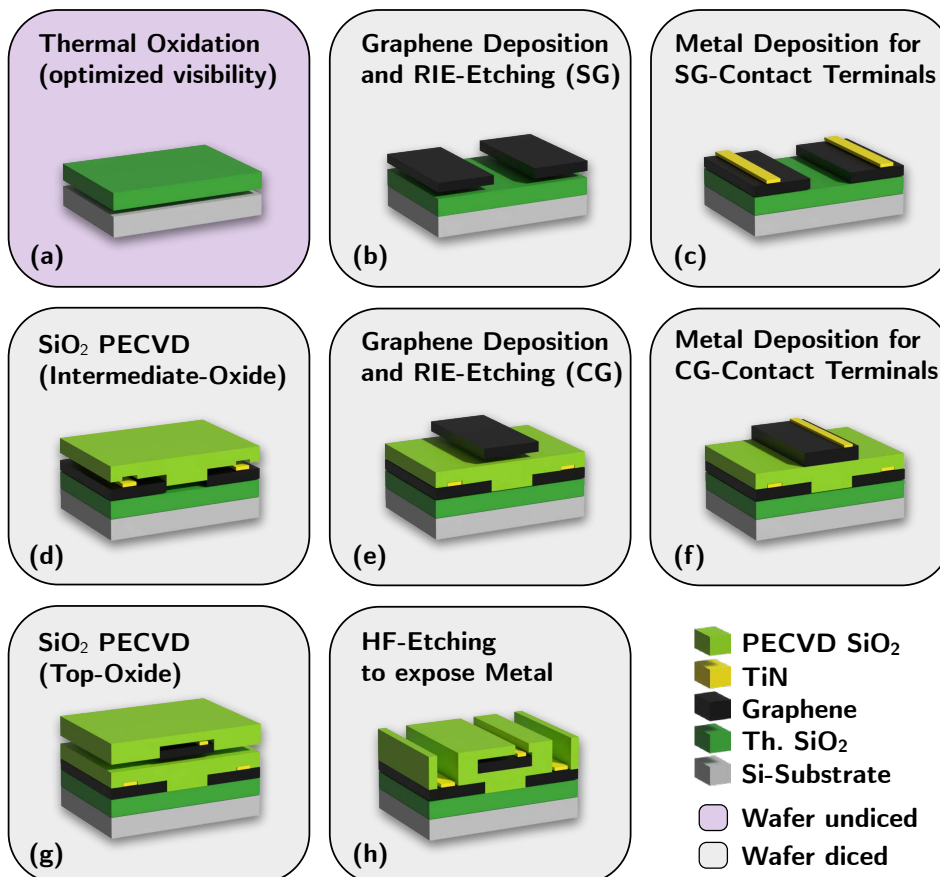 Thermal Oxidation
(optimized visibility)
(a)
Graphene Deposition
and RIE-Etching (SG)
(b)
Metal Deposition for
SG-Contact Terminals
(c)
SiO₂ PECVD
(Intermediate-Oxide)
(d)
Graphene Deposition
and RIE-Etching (CG)
(e)
Metal Deposition for
CG-Contact Terminals
(f)
SiO₂ PECVD
(Top-Oxide)
(g)
HF-Etching
to expose Metal
(h)
PECVD SiO₂
TiN
Graphene
Th. SiO₂
Si-Substrate
Wafer undiced
Wafer diced